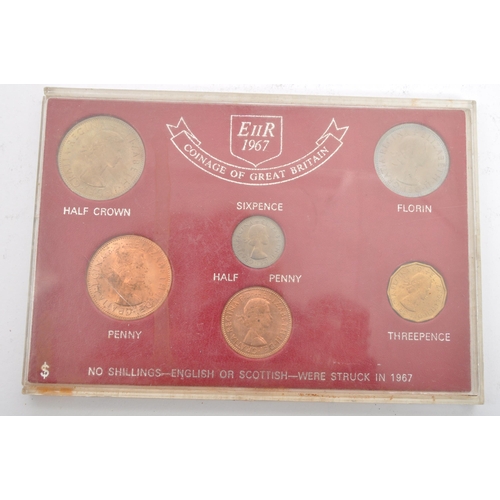 EIIR
1967
COINAGE OF GREAT BRITAIN
HALF CROWN
SIXPENCE
FLORIN
HALF PENNY
PENNY
THREEPENCE
$
NO SHILLINGS—ENGLISH OR SCOTTISH—WERE STRUCK IN 1967